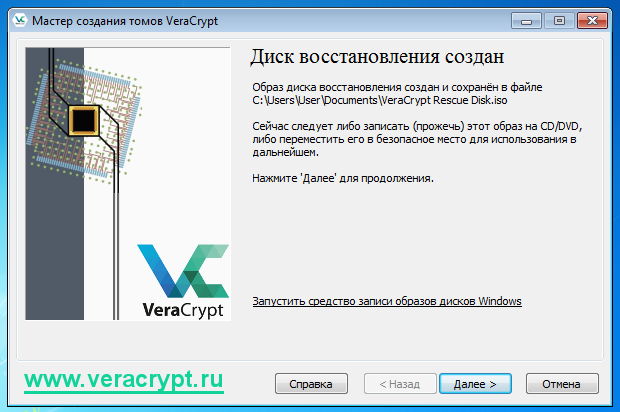 Мастер создания томов VeraCrypt
Диск восстановления создан
Образ диска восстановления создан и сохранён в файле
C:\Users\User\Documents\VeraCrypt Rescue Disk.iso
Сейчас следует либо записать (прожечь) этот образ на CD/DVD,
либо переместить его в безопасное место для использования в
дальнейшем.
Нажмите 'Далее' для продолжения.
VeraCrypt
Запустить средство записи образов дисков Windows
www.veracrypt.ru
Справка
< Назад
Далее >
Отмена